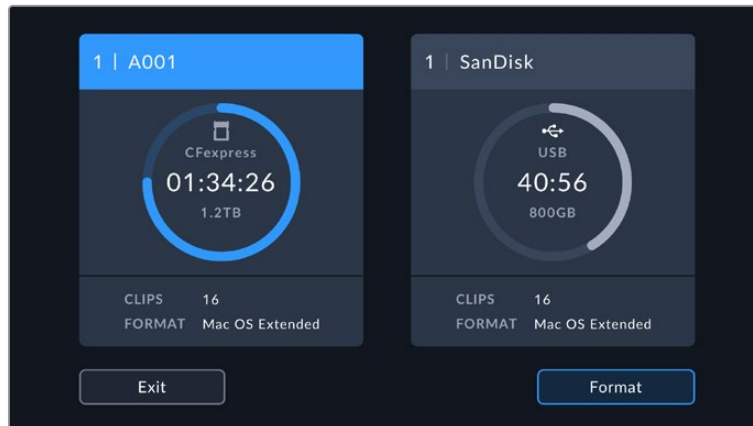 1 | A001
CFexpress
01:34:26
1.2TB
CLIPS 16
FORMAT Mac OS Extended
1 | SanDisk
USB
40:56
800GB
CLIPS 16
FORMAT Mac OS Extended
Exit
Format